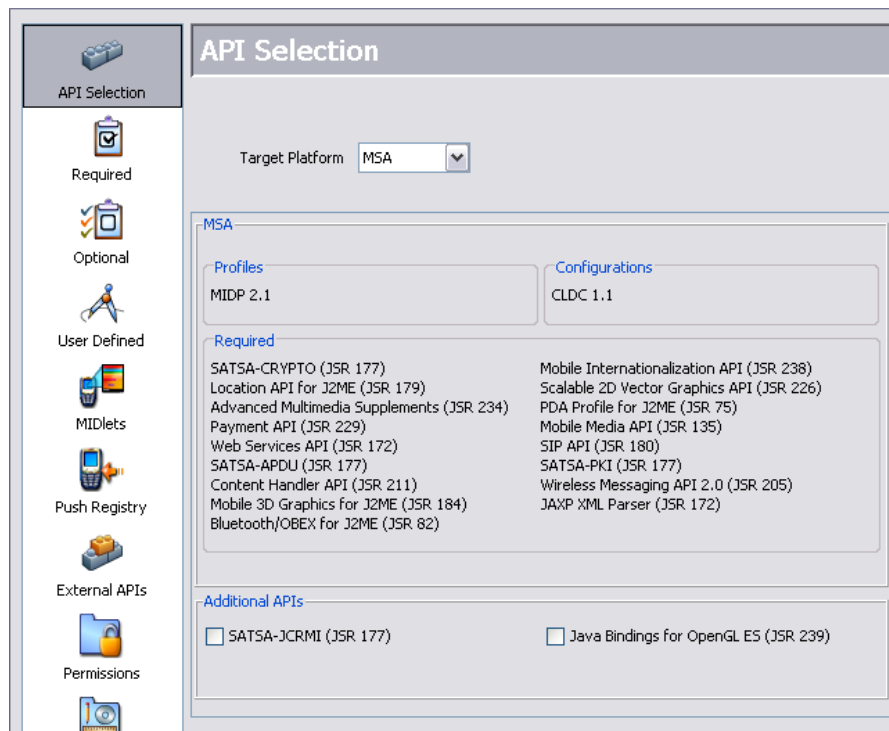 API Selection
Required
Optional
User Defined
MIDlets
Push Registry
External APIs
Permissions
API Selection
Target Platform MSA
MSA
Profiles
MIDP 2.1
Configurations
CLDC 1.1
Required
SATSA-CRYPTO (JSR 177)
Location API for J2ME (JSR 179)
Advanced Multimedia Supplements (JSR 234)
Payment API (JSR 229)
Web Services API (JSR 172)
SATSA-APDU (JSR 177)
Content Handler API (JSR 211)
Mobile 3D Graphics for J2ME (JSR 184)
Bluetooth/OBEX for J2ME (JSR 82)
Mobile Internationalization API (JSR 238)
Scalable 2D Vector Graphics API (JSR 226)
PDA Profile for J2ME (JSR 75)
Mobile Media API (JSR 135)
SIP API (JSR 180)
SATSA-PKI (JSR 177)
Wireless Messaging API 2.0 (JSR 205)
JAXP XML Parser (JSR 172)
Additional APIs
SATSA-JCRMI (JSR 177)
Java Bindings for OpenGL ES (JSR 239)